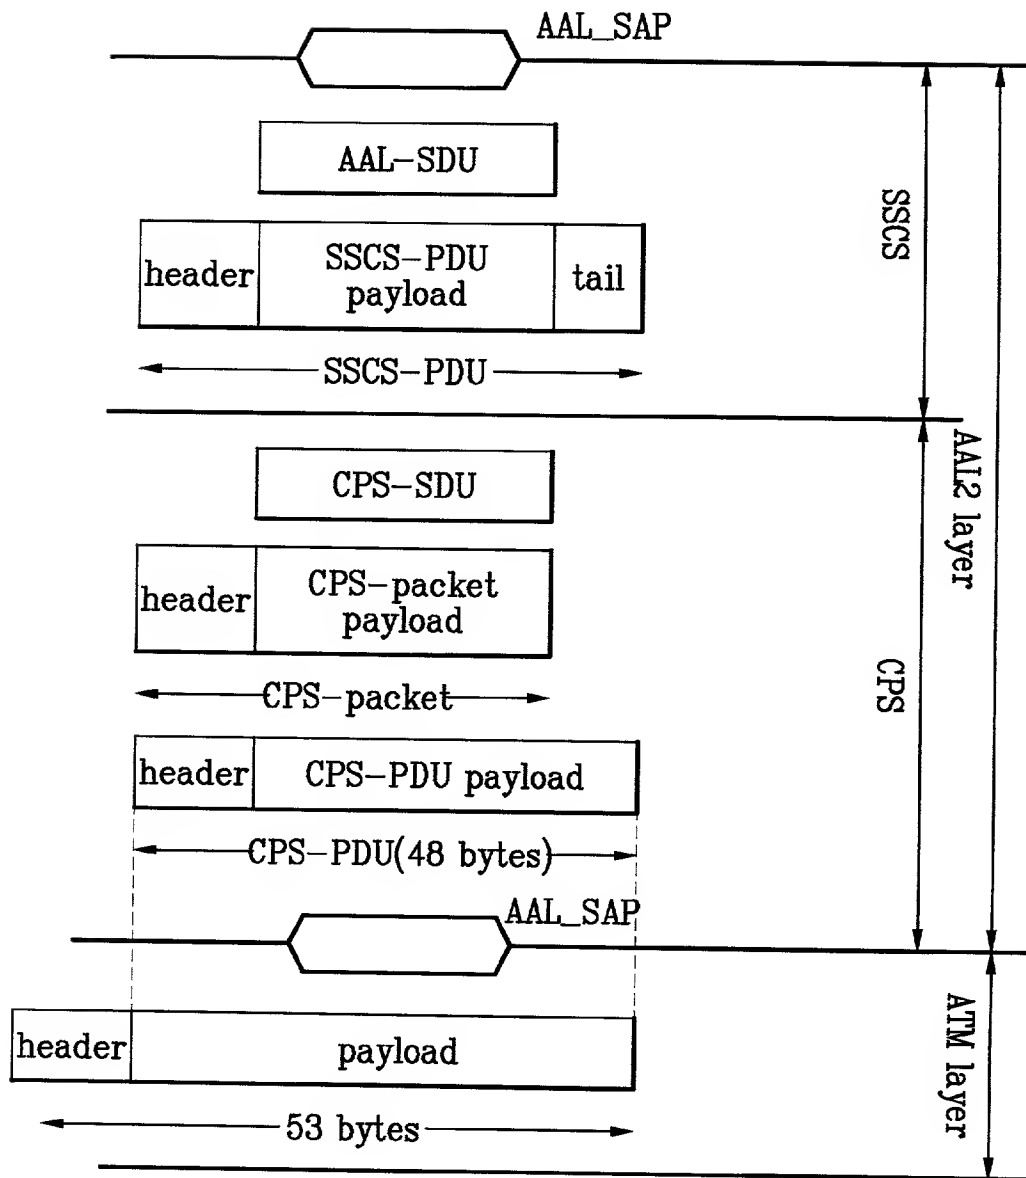 AAL_SAP
AAL-SDU
header
SSCS-PDU
payload
tail
SSCS-PDU
SSCS
CPS-SDU
header
CPS-packet
payload
CPS-packet
header
CPS-PDU payload
CPS-PDU(48 bytes)
CPS
AAL2 layer
AAL_SAP
header
payload
53 bytes
ATM layer